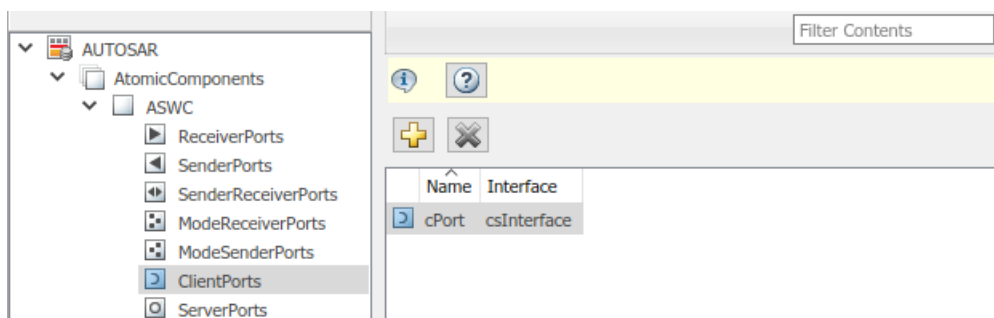 Filter Contents
AUTOSAR
AtomicComponents
ASWC
ReceiverPorts
SenderPorts
SenderReceiverPorts
ModeReceiverPorts
ModeSenderPorts
ClientPorts
ServerPorts
Name Interface
cPort csInterface